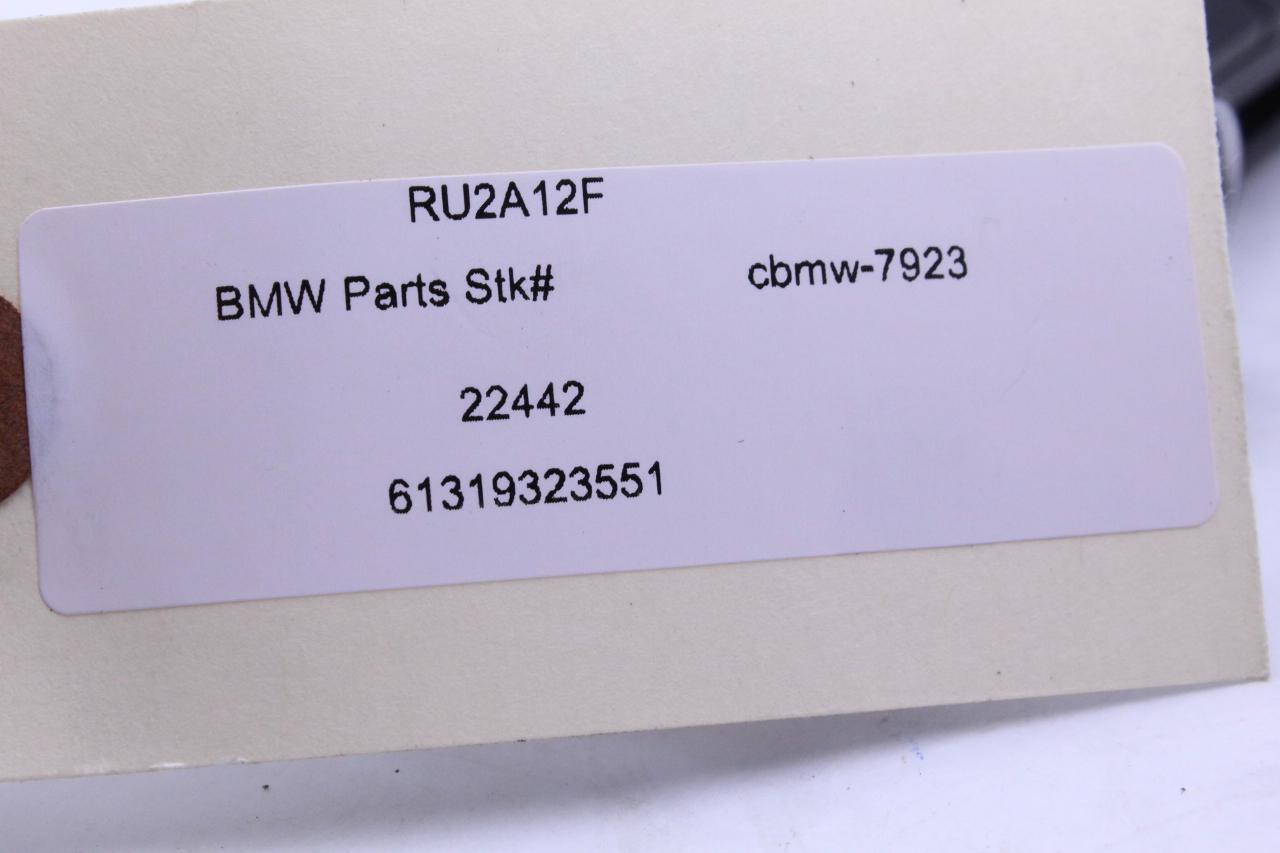 RU2A12F
BMW Parts Stk# cbmw-7923
22442
61319323551